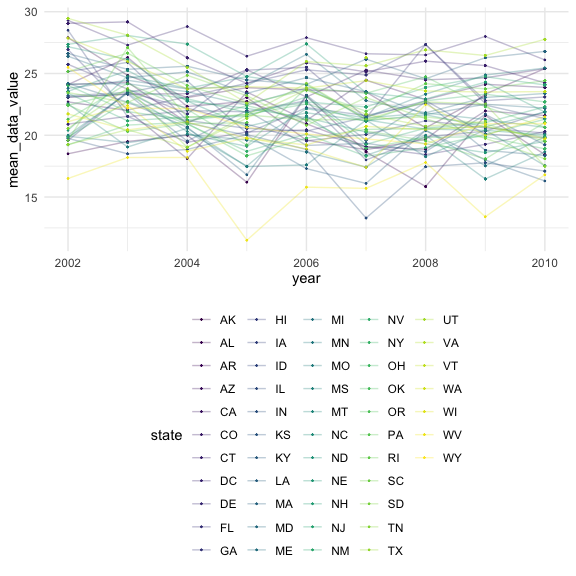 30
25
20
15
mean_data_value
2002 2004 2006 2008 2010
year
state
AK HI MI NV UT
AL IA MN NY VA
AR ID MO OH VT
AZ IL MS OK WA
CA IN MT OR WI
CO KS NC PA WV
CT KY ND RI WY
DC LA NE SC
DE MA NH SD
FL MD NJ TN
GA ME NM TX